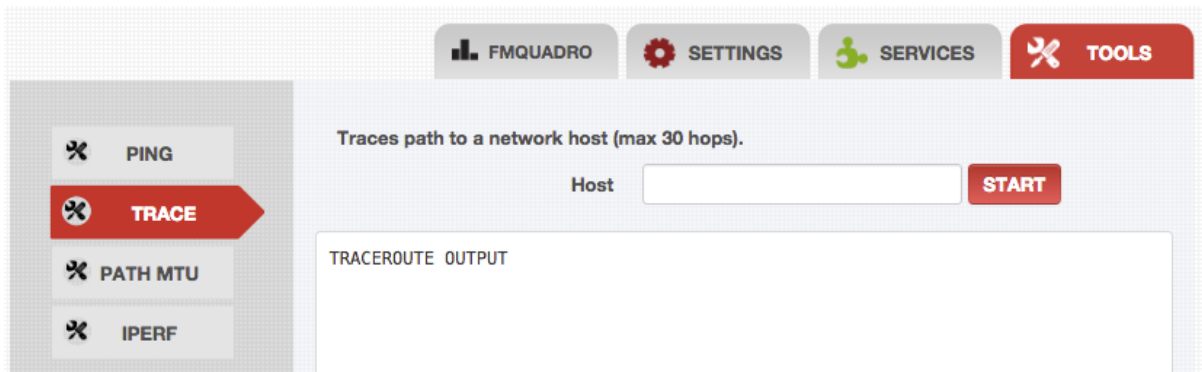 FMQUADRO SETTINGS SERVICES TOOLS
PING
TRACE
PATH MTU
IPERF
Traces path to a network host (max 30 hops).
Host START
TRACEROUTE OUTPUT